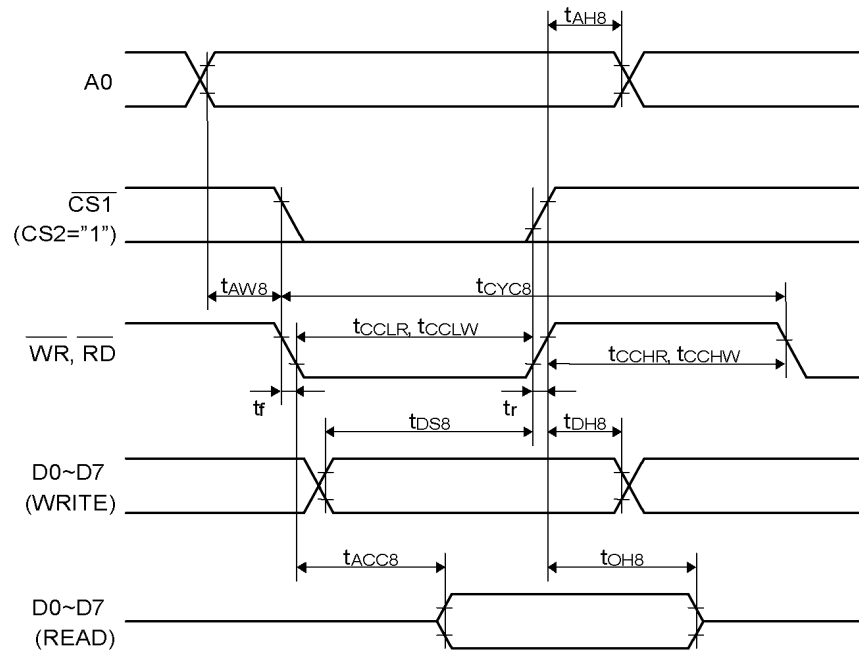 tAH8
A0
CS1
(CS2="1")
tAW8
tCYC8
tCCLR, tCCLW
WR, RD
tCCHR, tCCHW
tf
tr
tDS8
tDH8
D0~D7
(WRITE)
tACC8
tOH8
D0~D7
(READ)